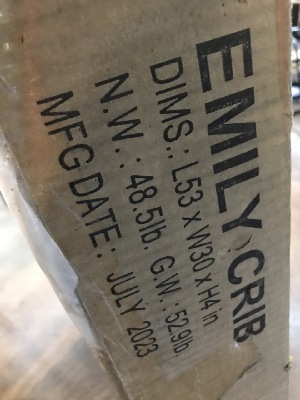 EMILY CRIB
DIMS.: L53 x W30 x H4 in
N.W.: 48.5lb. G.W.: 52.9lb.
MFG DATE: JULY 2023